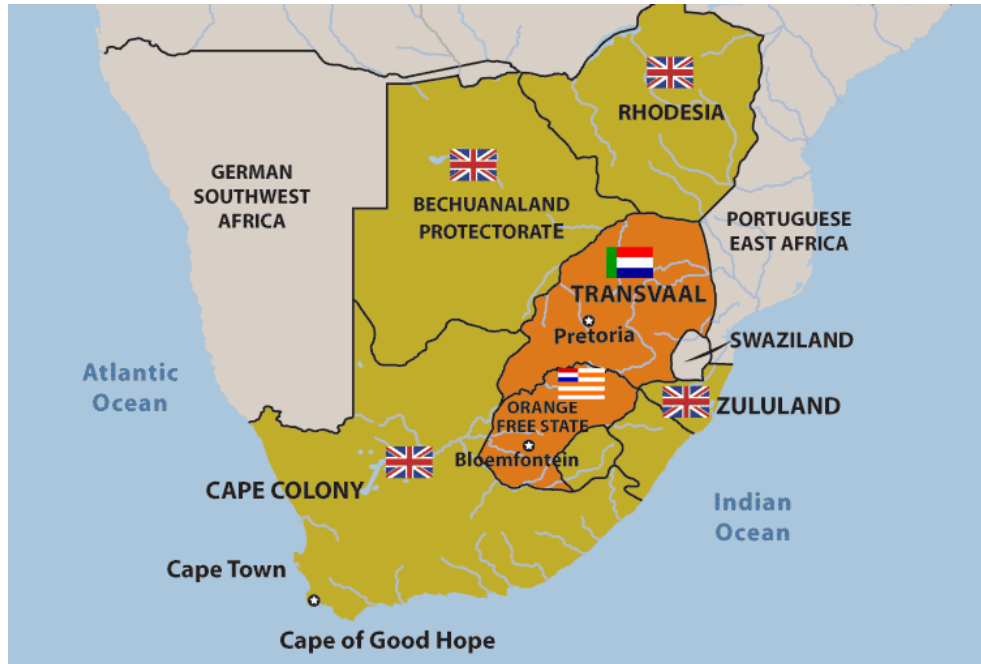 RHODESIA
GERMAN
SOUTHWEST
AFRICA
BECHUANALAND
PROTECTORATE
PORTUGUESE
EAST AFRICA
TRANSVAAL
Pretoria
SWAZILAND
Atlantic
Ocean
ZULULAND
ORANGE
FREE STATE
Bloemfontein
CAPE COLONY
Indian
Ocean
Cape Town
Cape of Good Hope